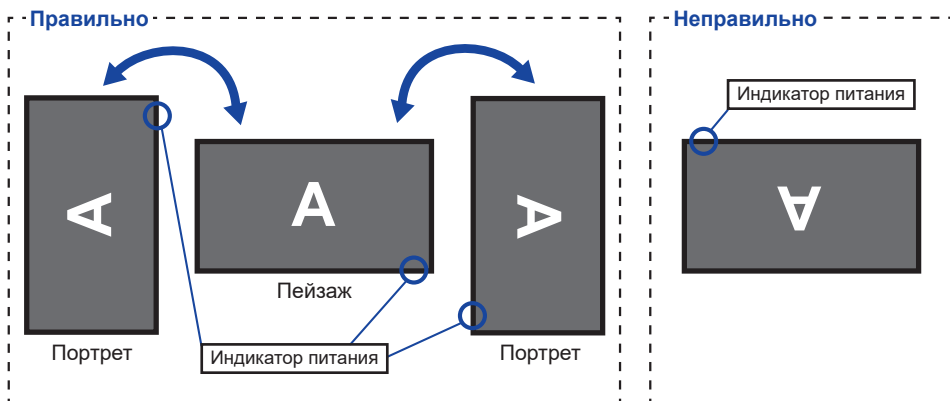 Правильно
Неправильно
Индикатор питания
A
A
A
A
Пейзаж
Портрет
Индикатор питания
Портрет